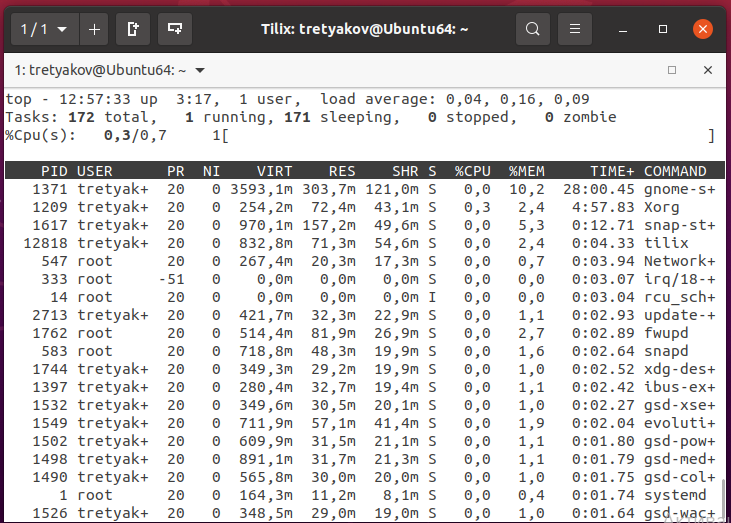 1 / 1 Tilix: tretyakov@Ubuntu64: ~
1: tretyakov@Ubuntu64: ~
top - 12:57:33 up  3:17,  1 user,  load average: 0,04, 0,16, 0,09
Tasks: 172 total,   1 running, 171 sleeping,   0 stopped,   0 zombie
%Cpu(s):   0,3/0,7     1[                                                     ]
PID USER      PR  NI    VIRT    RES    SHR S  %CPU  %MEM     TIME+ COMMAND
1371 tretyak+  20   0 3593,1m 303,7m 121,0m S   0,0  10,2  28:00.45 gnome-s+
1209 tretyak+  20   0  254,2m  72,4m  43,1m S   0,3   2,4   4:57.83 Xorg
1617 tretyak+  20   0  970,1m 157,2m  49,6m S   0,0   5,3   0:12.71 snap-st+
12818 tretyak+  20   0  832,8m  71,3m  54,6m S   0,0   2,4   0:04.33 tilix
547 root      20   0  267,4m  20,3m  17,3m S   0,0   0,7   0:03.94 Network+
333 root     -51   0    0,0m   0,0m   0,0m S   0,0   0,0   0:03.07 irq/18-+
14 root      20   0    0,0m   0,0m   0,0m I   0,0   0,0   0:03.04 rcu_sch+
2713 tretyak+  20   0  421,7m  32,3m  22,9m S   0,0   1,1   0:02.93 update-+
1762 root      20   0  514,4m  81,9m  26,9m S   0,0   2,7   0:02.89 fwupd
583 root      20   0  718,8m  48,3m  19,9m S   0,0   1,6   0:02.64 snapd
1744 tretyak+  20   0  349,3m  29,2m  19,9m S   0,0   1,0   0:02.52 xdg-des+
1397 tretyak+  20   0  280,4m  32,7m  19,4m S   0,0   1,1   0:02.42 ibus-ex+
1532 tretyak+  20   0  349,6m  30,5m  20,1m S   0,0   1,0   0:02.27 gsd-xse+
1549 tretyak+  20   0  711,9m  57,1m  41,4m S   0,0   1,9   0:02.04 evoluti+
1502 tretyak+  20   0  609,9m  31,5m  21,1m S   0,0   1,1   0:01.80 gsd-pow+
1498 tretyak+  20   0  891,1m  31,7m  21,3m S   0,0   1,1   0:01.79 gsd-med+
1490 tretyak+  20   0  565,8m  30,0m  20,0m S   0,0   1,0   0:01.75 gsd-col+
1 root      20   0  164,3m  11,2m   8,1m S   0,0   0,4   0:01.74 systemd
1526 tretyak+  20   0  348,5m  29,0m  19,0m S   0,0   1,0   0:01.64 gsd-wac+